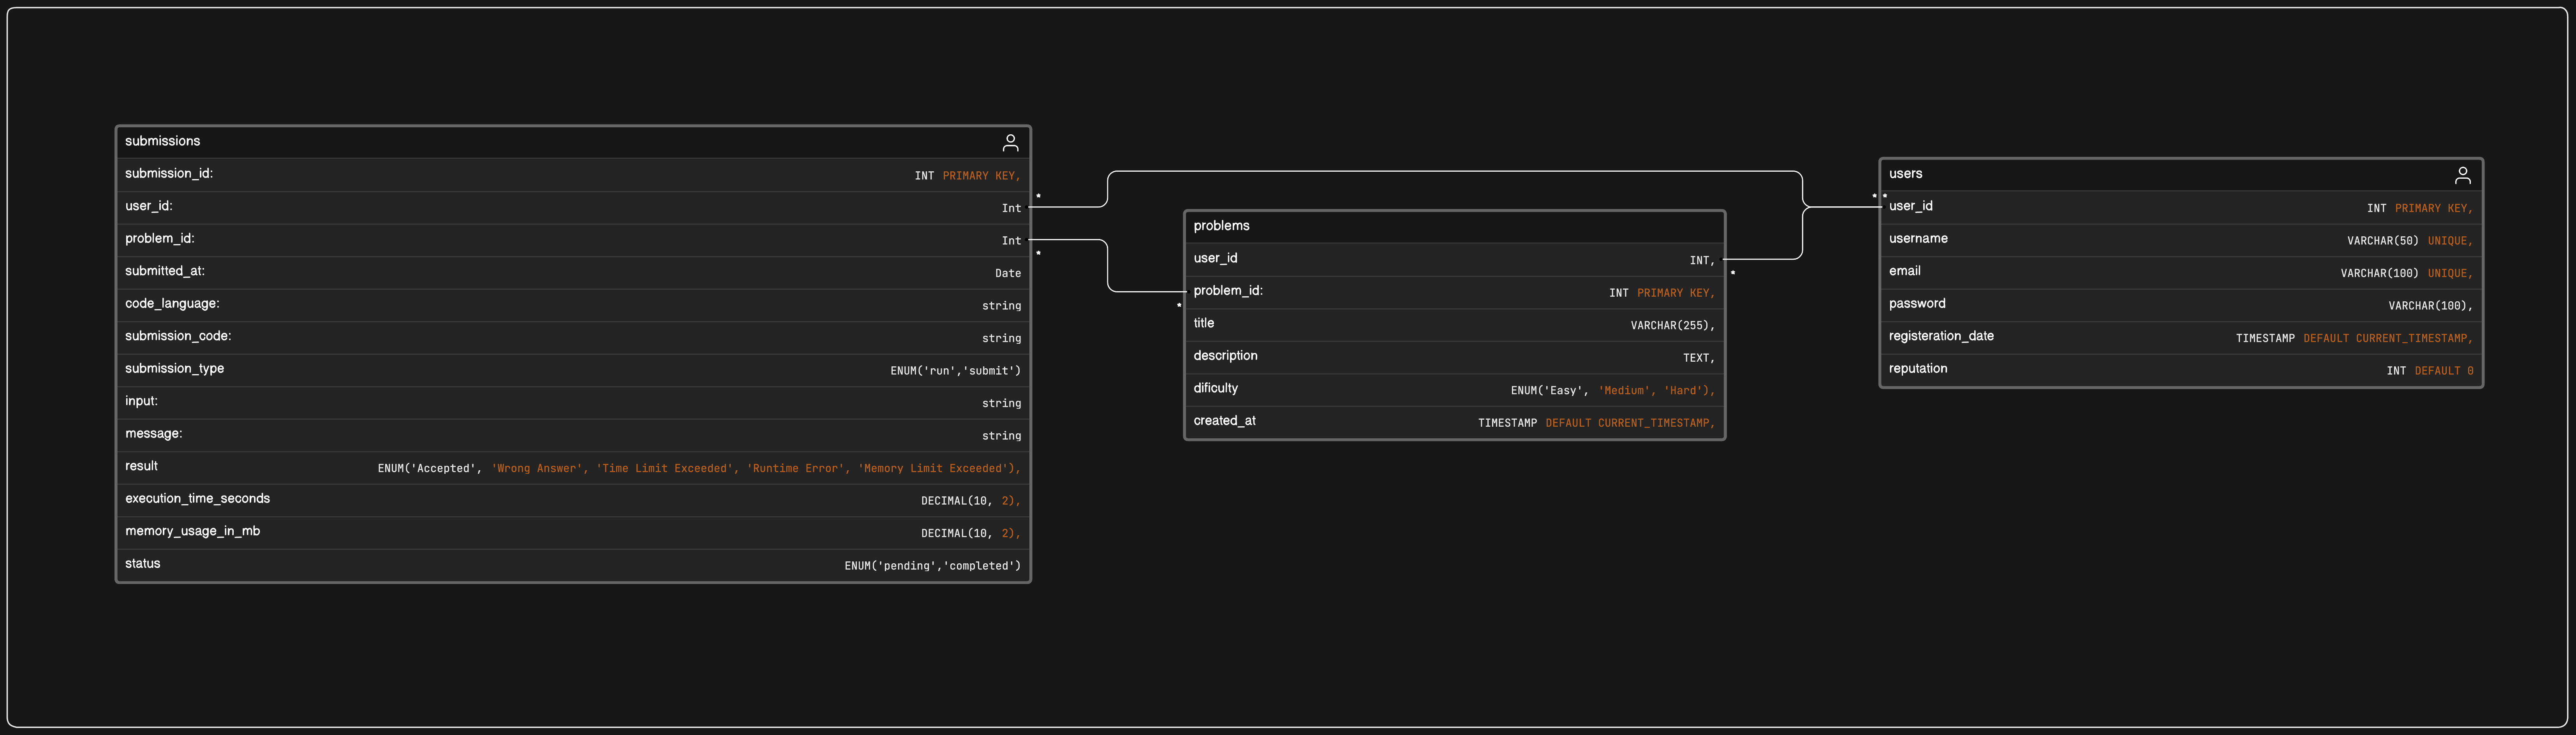 submissions
submission_id: INT PRIMARY KEY,
user_id: Int
problem_id: Int
submitted_at: Date
code_language: string
submission_code: string
submission_type ENUM('run','submit')
input: string
message: string
result ENUM('Accepted', 'Wrong Answer', 'Time Limit Exceeded', 'Runtime Error', 'Memory Limit Exceeded'),
execution_time_seconds DECIMAL(10, 2),
memory_usage_in_mb DECIMAL(10, 2),
status ENUM('pending','completed')
*
*
problems
user_id INT,
problem_id: INT PRIMARY KEY,
title VARCHAR(255),
description TEXT,
dificulty ENUM('Easy', 'Medium', 'Hard'),
created_at TIMESTAMP DEFAULT CURRENT_TIMESTAMP,
*
*
* *
users
user_id INT PRIMARY KEY,
username VARCHAR(50) UNIQUE,
email VARCHAR(100) UNIQUE,
password VARCHAR(100),
registeration_date TIMESTAMP DEFAULT CURRENT_TIMESTAMP,
reputation INT DEFAULT 0